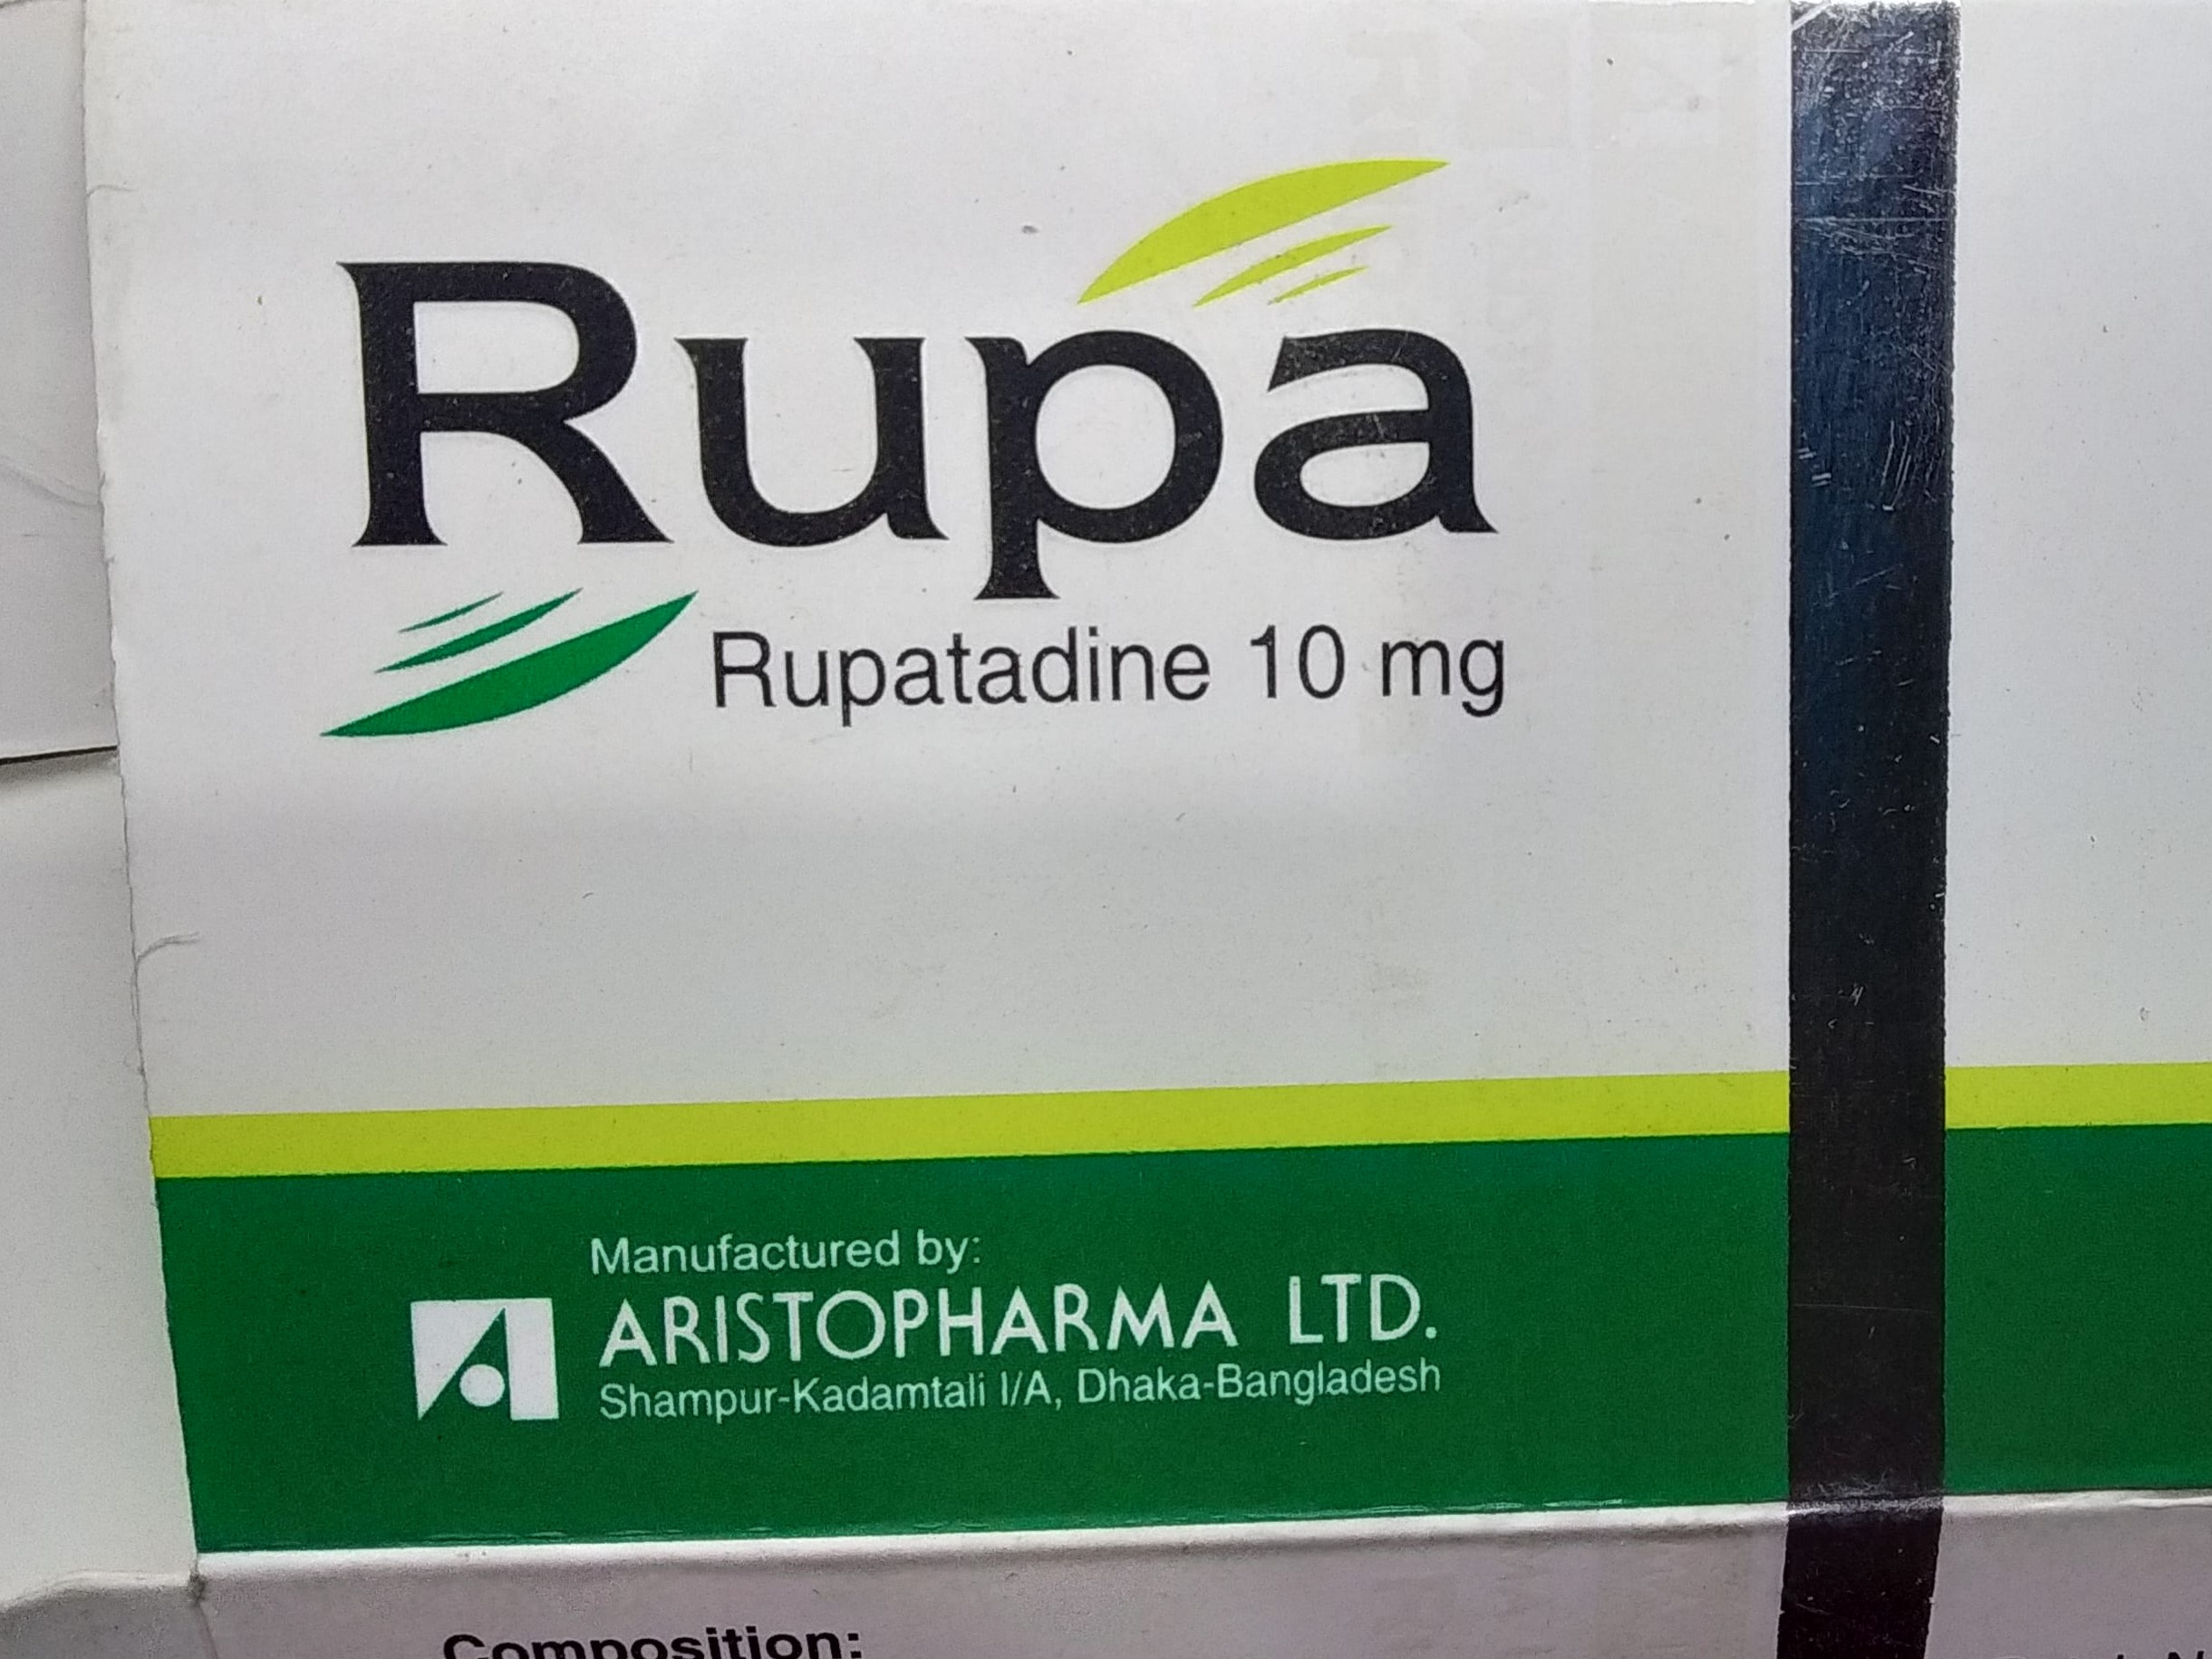 Rupa
Rupatadine 10 mg
Manufactured by:
ARISTOPHARMA LTD.
Shampur-Kadamtali I/A, Dhaka-Bangladesh
Composition: